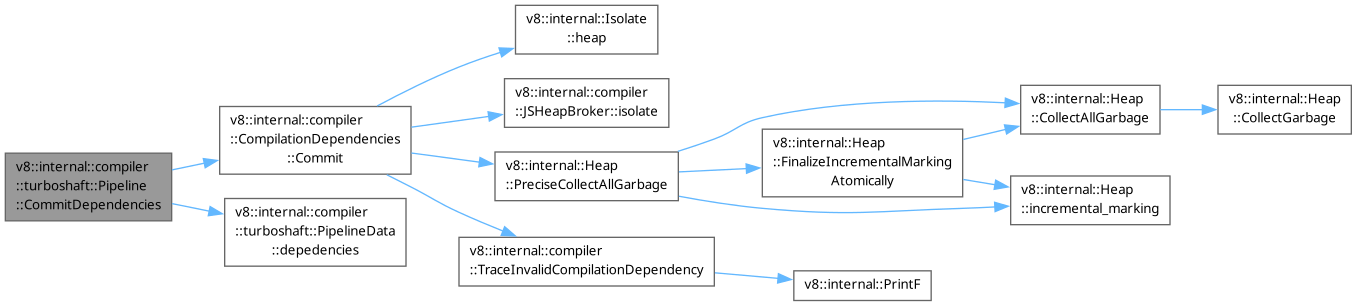 v8::internal::Isolate
::heap
v8::internal::compiler
::JSHeapBroker::isolate
v8::internal::Heap
::CollectAllGarbage
v8::internal::Heap
::CollectGarbage
v8::internal::compiler
::CompilationDependencies
::Commit
v8::internal::Heap
::FinalizeIncrementalMarking
Atomically
v8::internal::compiler
::turboshaft::Pipeline
::CommitDependencies
v8::internal::Heap
::PreciseCollectAllGarbage
v8::internal::Heap
::incremental_marking
v8::internal::compiler
::turboshaft::PipelineData
::depedencies
v8::internal::compiler
::TraceInvalidCompilationDependency
v8::internal::PrintF